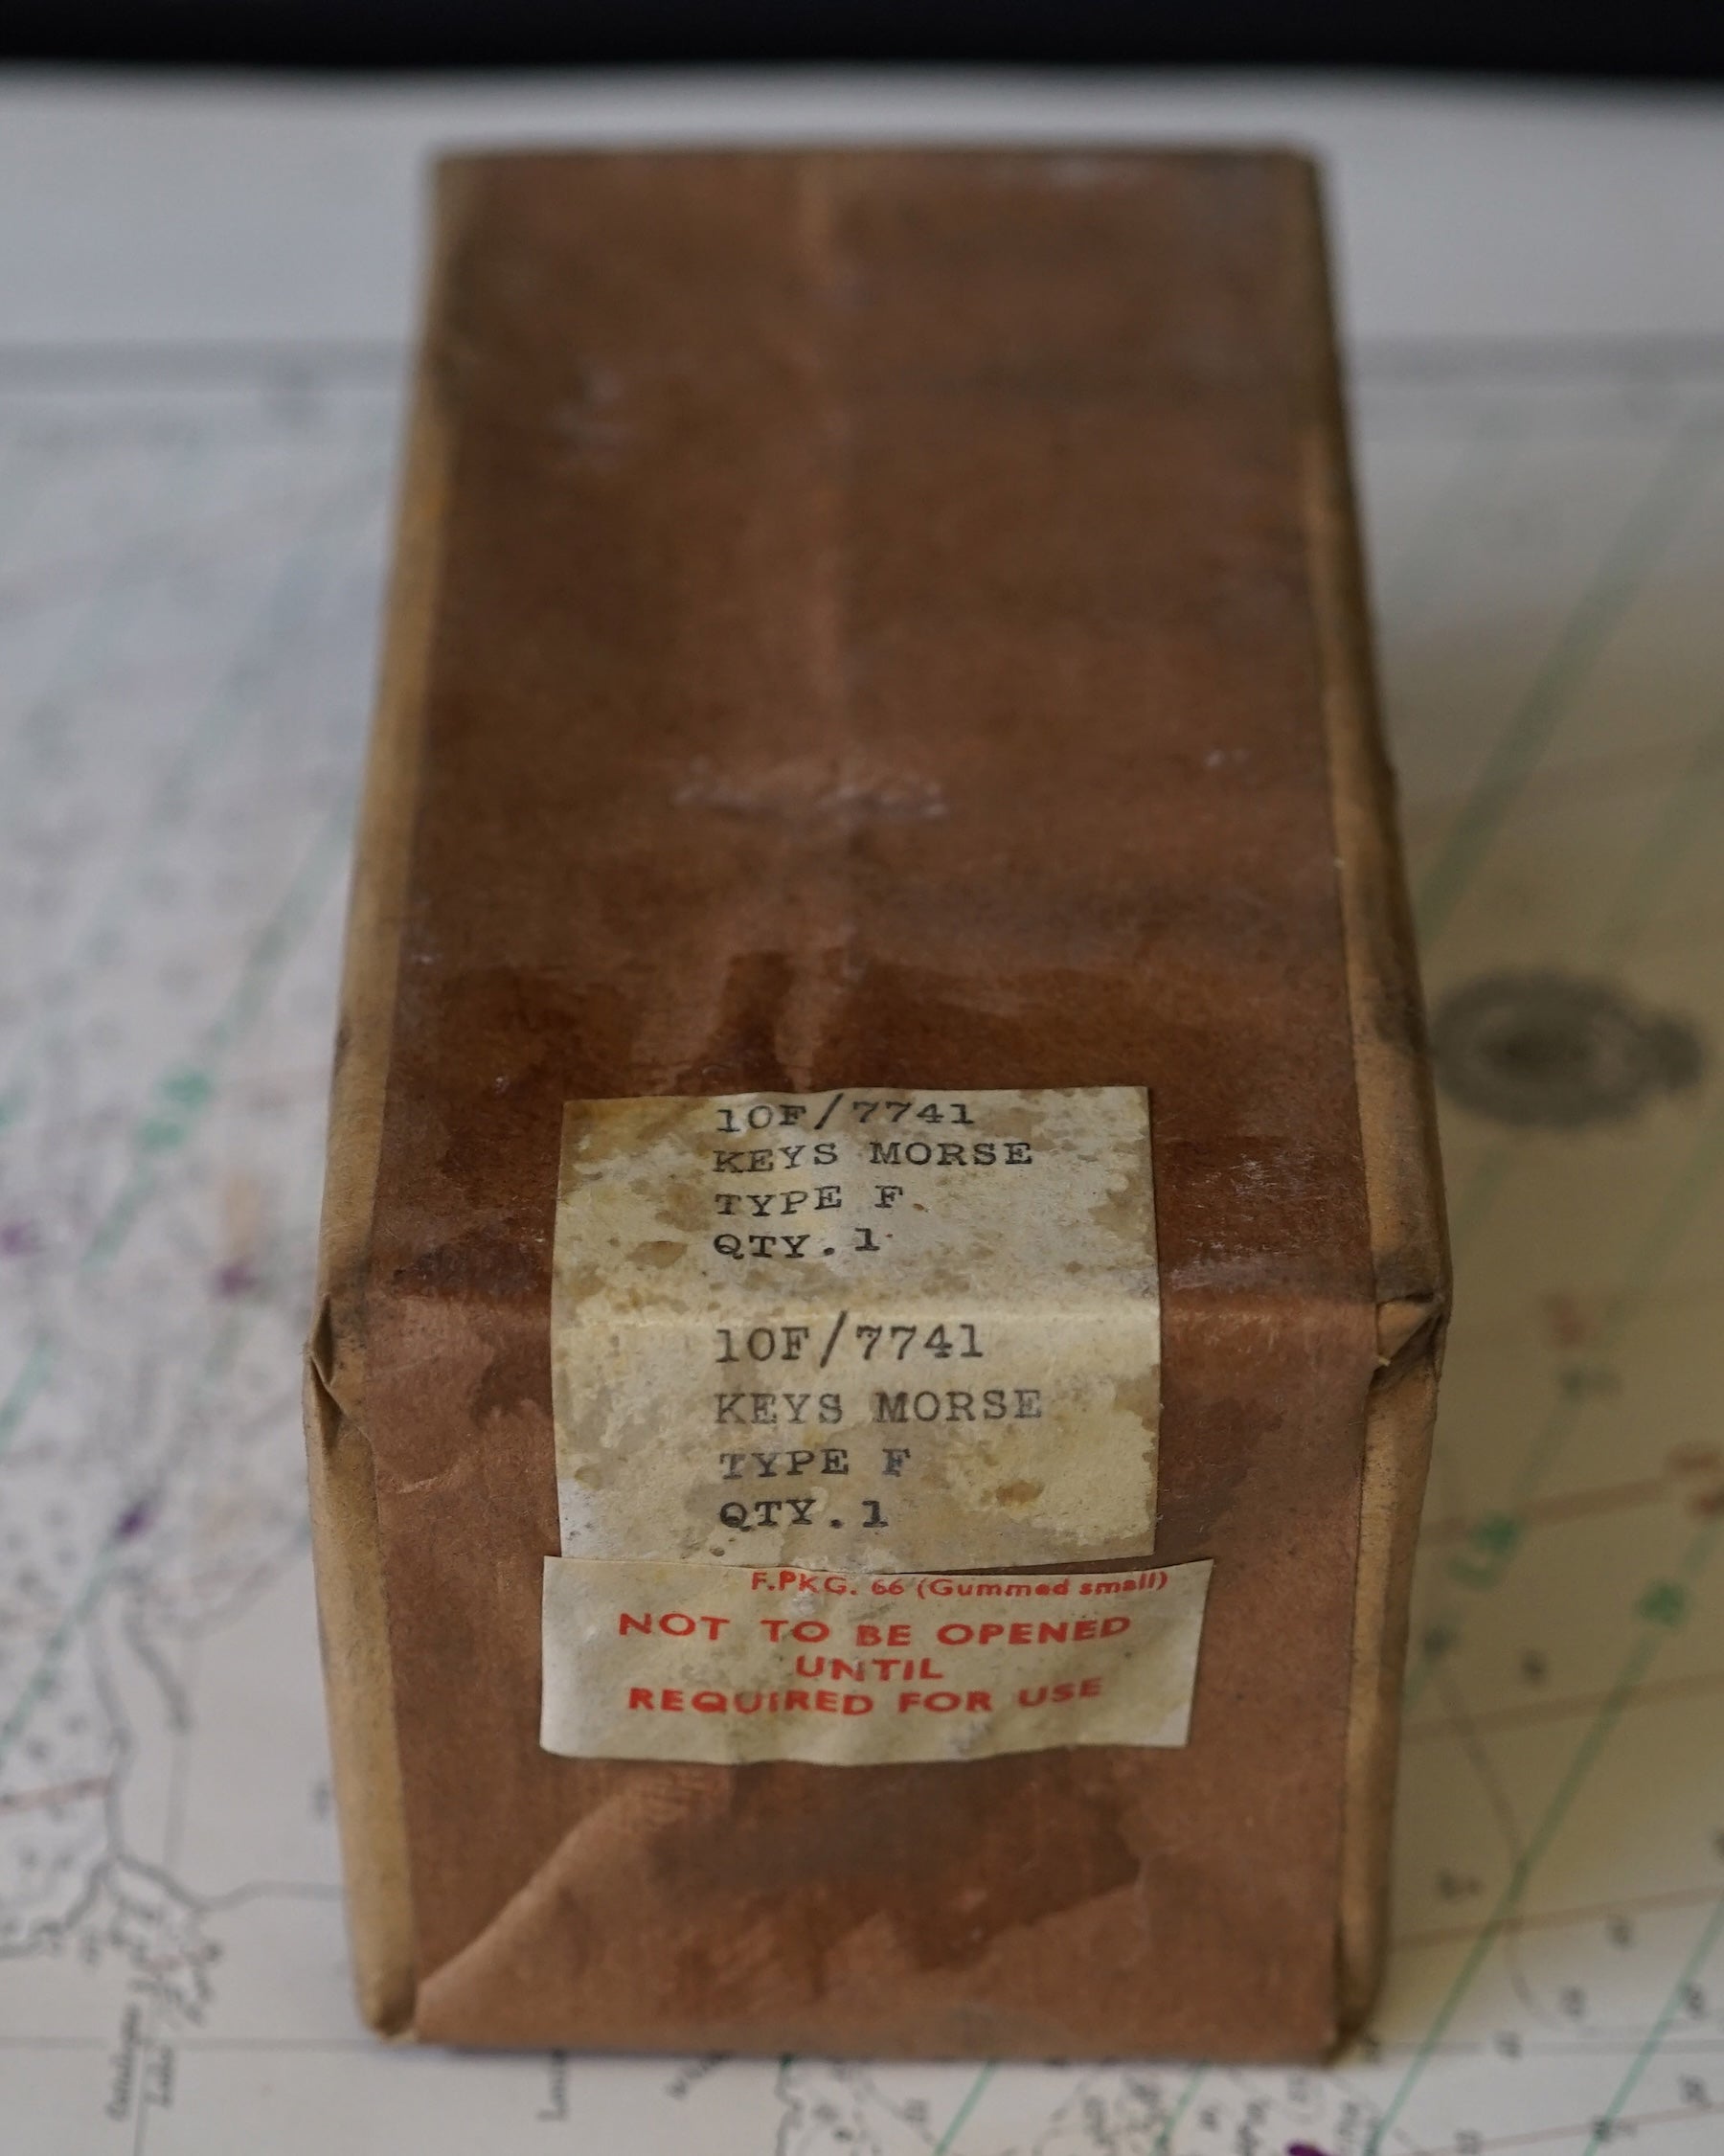 10F/7741
KEYS MORSE
TYPE F
QTY.1
10F/7741
KEYS MORSE
TYPE F
QTY.1
F.PKG. 66 (Gummed small)
NOT TO BE OPENED
UNTIL
REQUIRED FOR USE